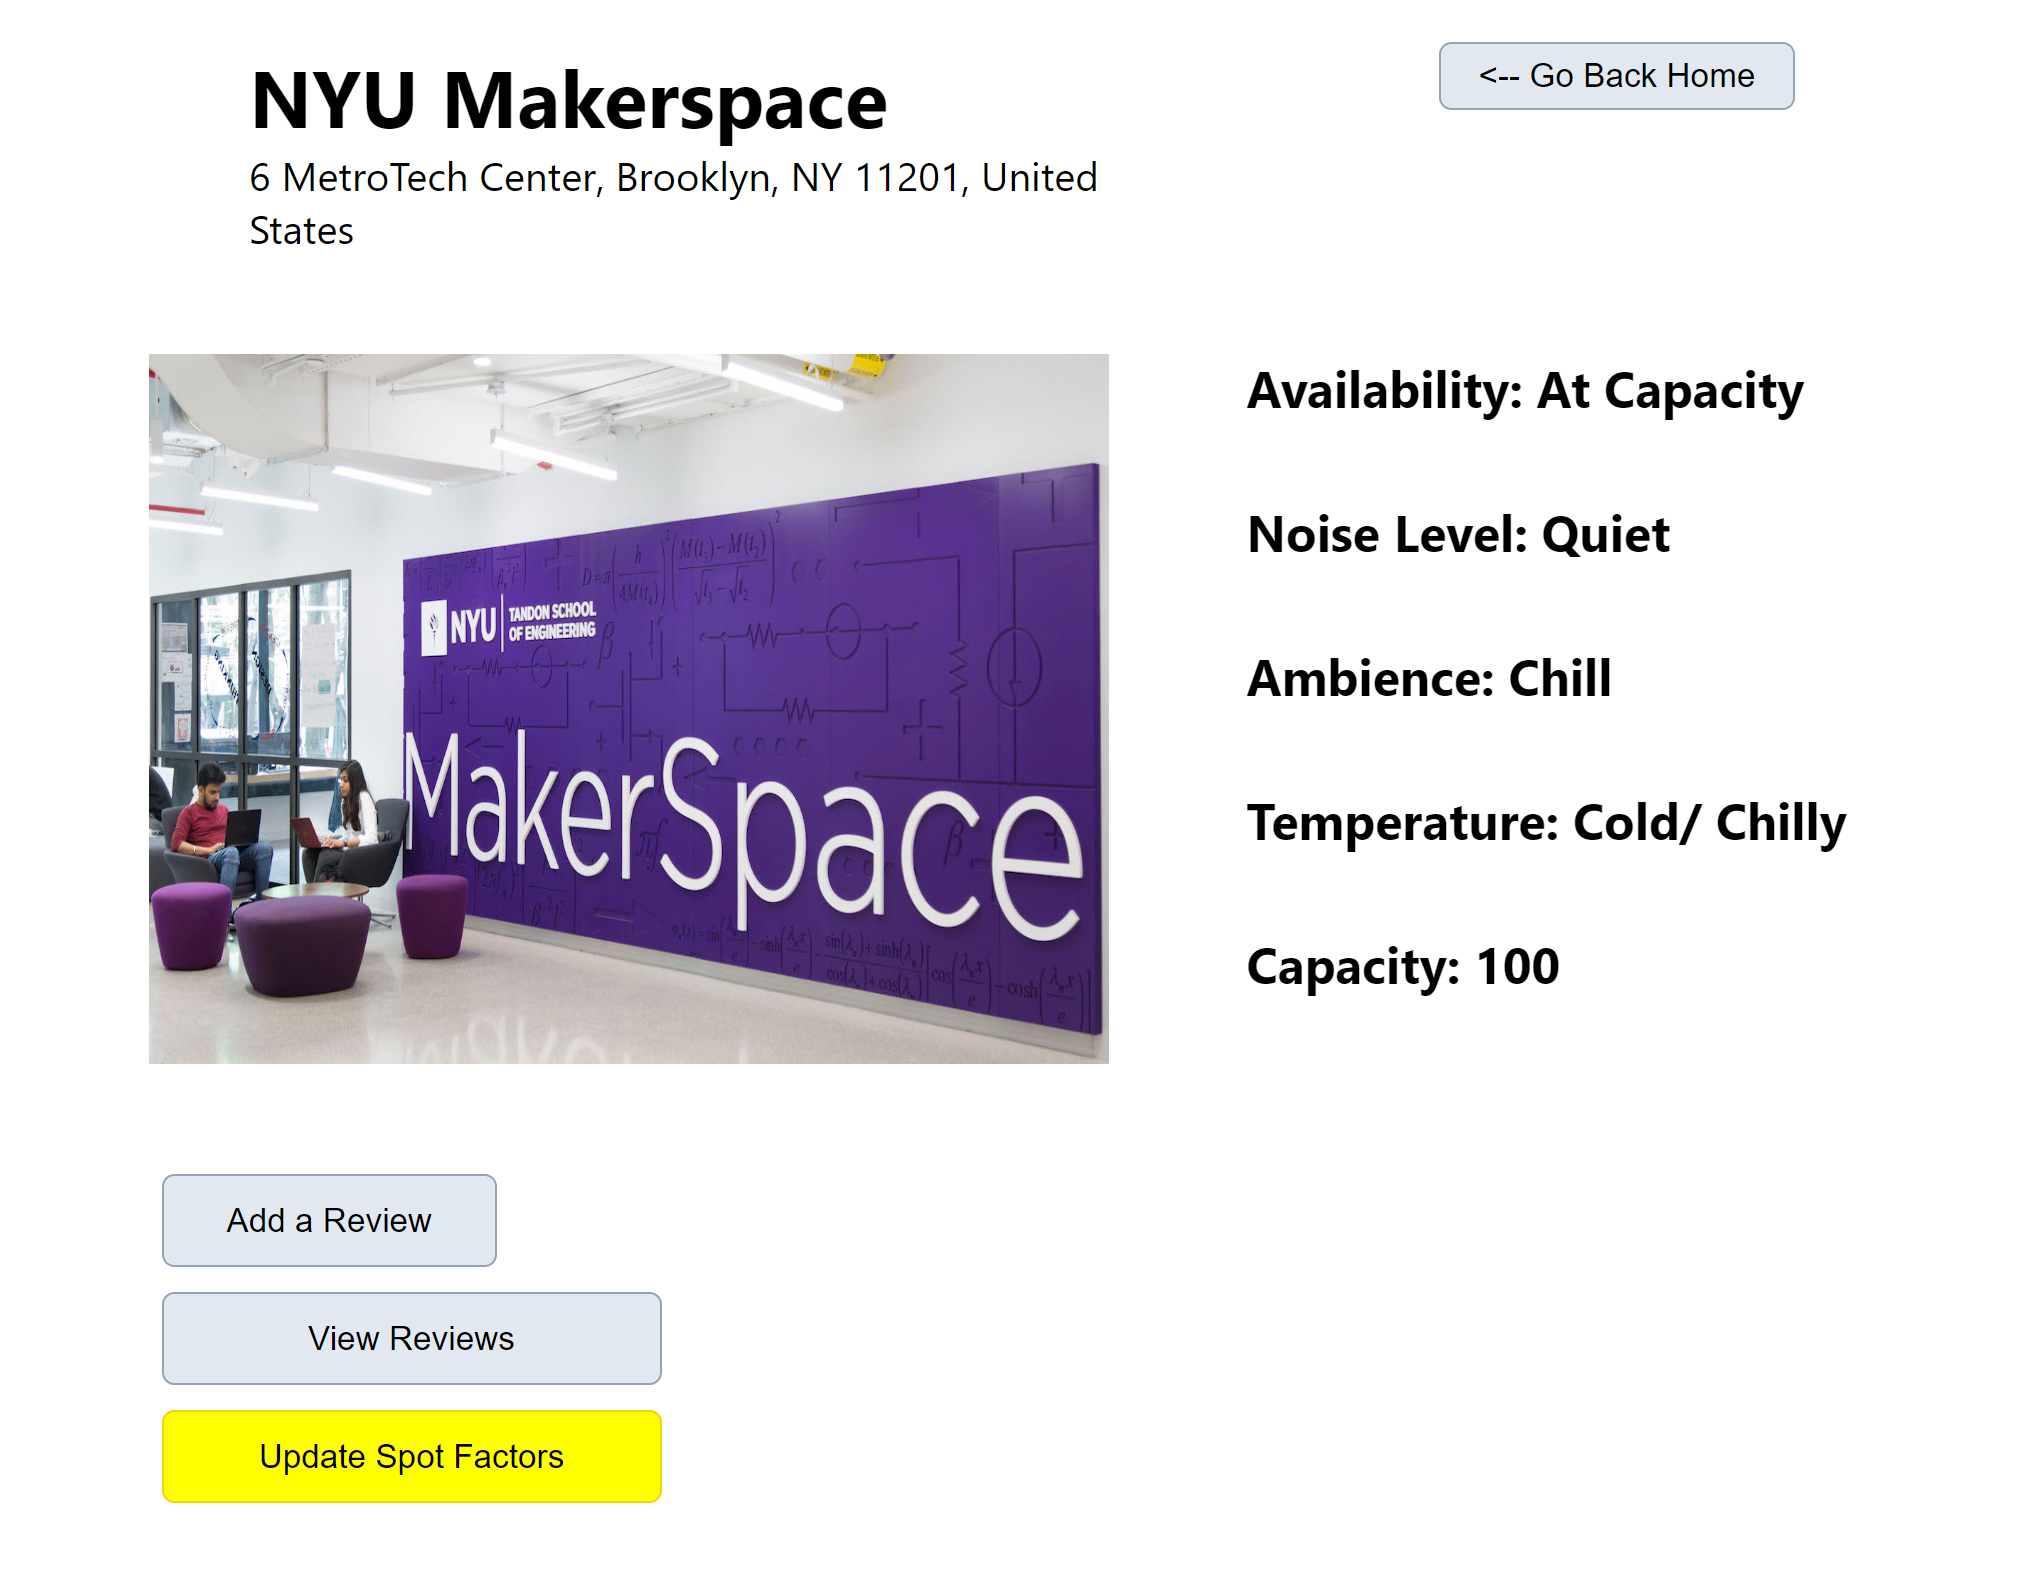 NYU Makerspace
<-- Go Back Home
6 MetroTech Center, Brooklyn, NY 11201, United
States
Availability: At Capacity
Noise Level: Quiet
Ambience: Chill
Temperature: Cold/ Chilly
Capacity: 100
NYU
TANDON SCHOOL
OF ENGINEERING
MakerSpace
Add a Review
View Reviews
Update Spot Factors